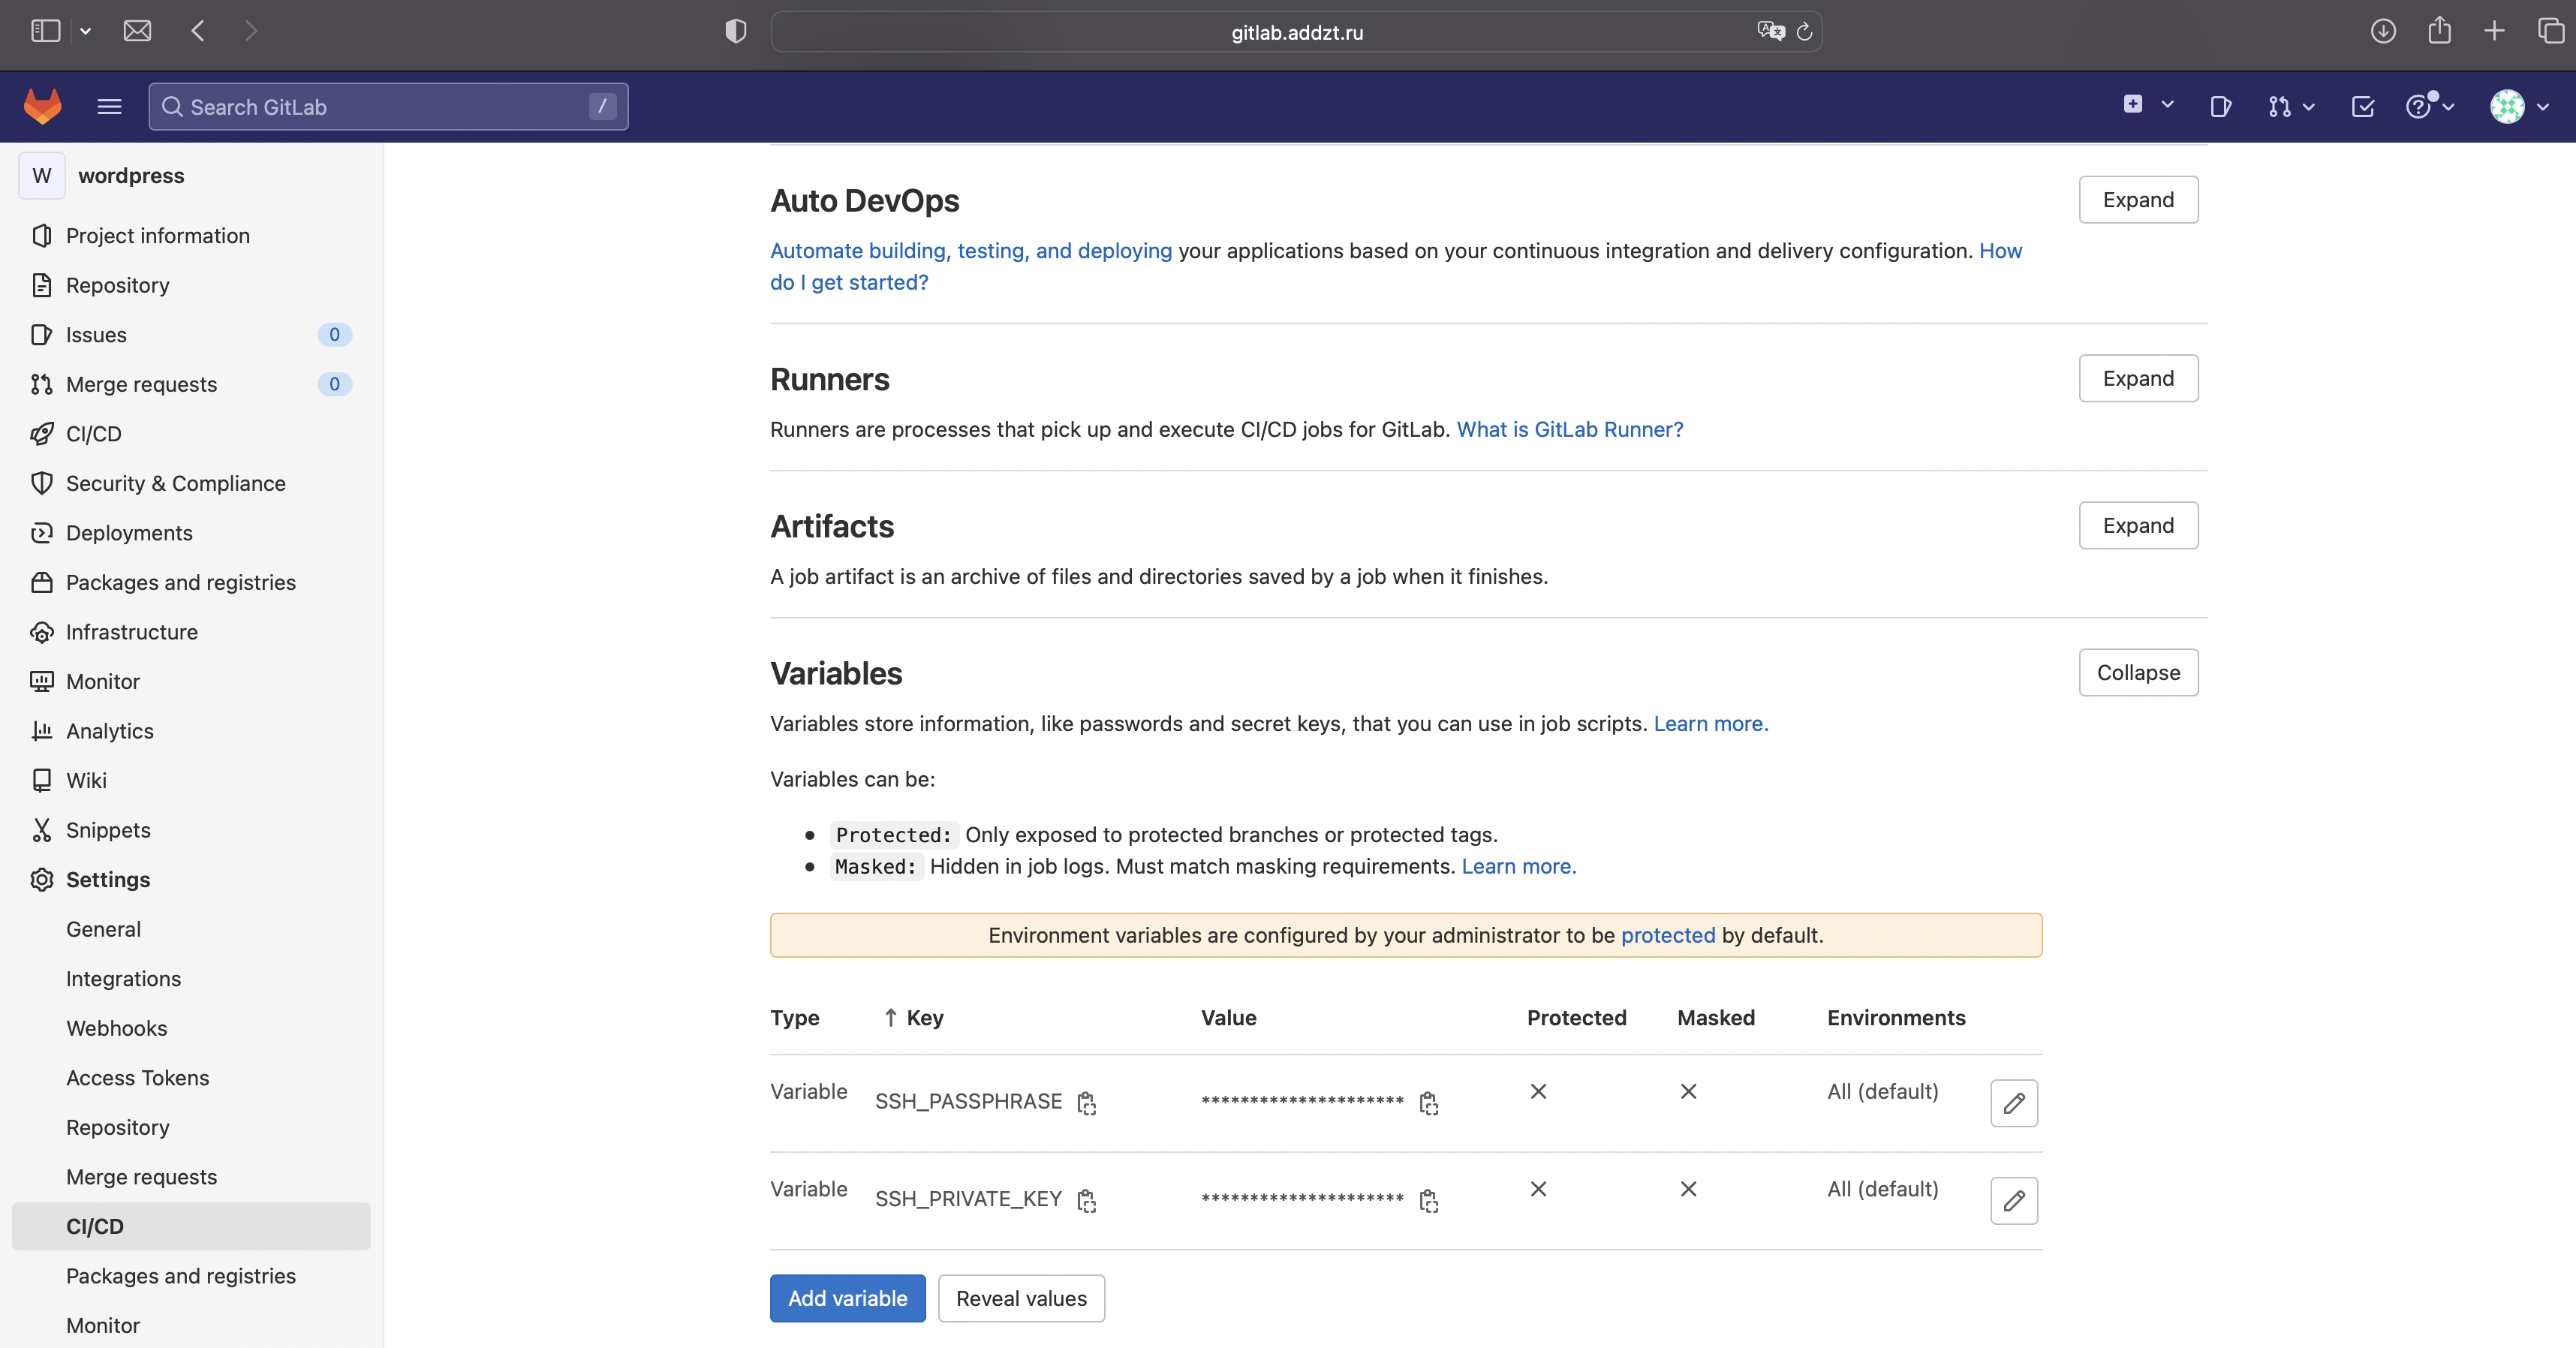 gitlab.addzt.ru
Search GitLab /
W wordpress
Project information
Repository
Issues 0
Merge requests 0
CI/CD
Security & Compliance
Deployments
Packages and registries
Infrastructure
Monitor
Analytics
Wiki
Snippets
Settings
General
Integrations
Webhooks
Access Tokens
Repository
Merge requests
CI/CD
Packages and registries
Monitor
Auto DevOps
Expand
Automate building, testing, and deploying your applications based on your continuous integration and delivery configuration. How
do I get started?
Runners
Expand
Runners are processes that pick up and execute CI/CD jobs for GitLab. What is GitLab Runner?
Artifacts
Expand
A job artifact is an archive of files and directories saved by a job when it finishes.
Variables
Collapse
Variables store information, like passwords and secret keys, that you can use in job scripts. Learn more.
Variables can be:
• Protected: Only exposed to protected branches or protected tags.
• Masked: Hidden in job logs. Must match masking requirements. Learn more.
Environment variables are configured by your administrator to be protected by default.
Type ↑ Key Value Protected Masked Environments
Variable SSH_PASSPHRASE ********************* × × All (default)
Variable SSH_PRIVATE_KEY ********************* × × All (default)
Add variable Reveal values